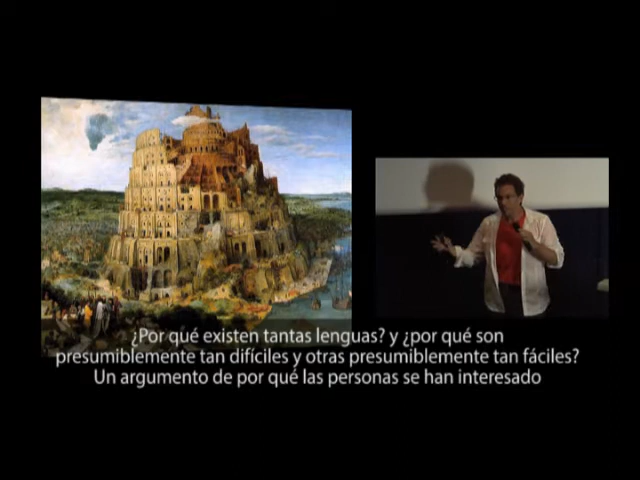 ¿Por qué existen tantas lenguas? y ¿por qué son
presumiblemente tan difíciles y otras presumiblemente tan fáciles?
Un argumento de por qué las personas se han interesado